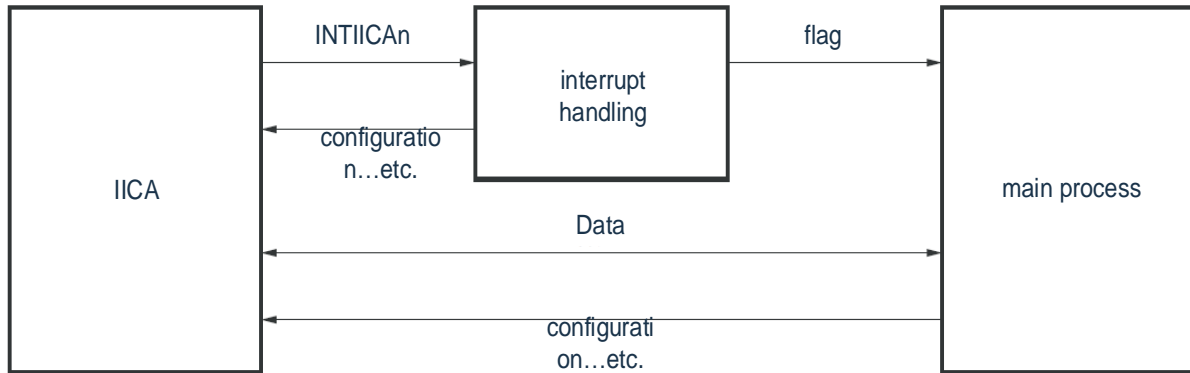 INTIICAn
flag
interrupt
handling
configuratio
n…etc.
IICA
main process
Data
configurati
on…etc.